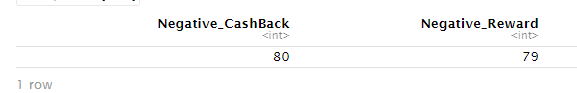 Negative_CashBack Negative_Reward
<int> <int>
80 79
1 row